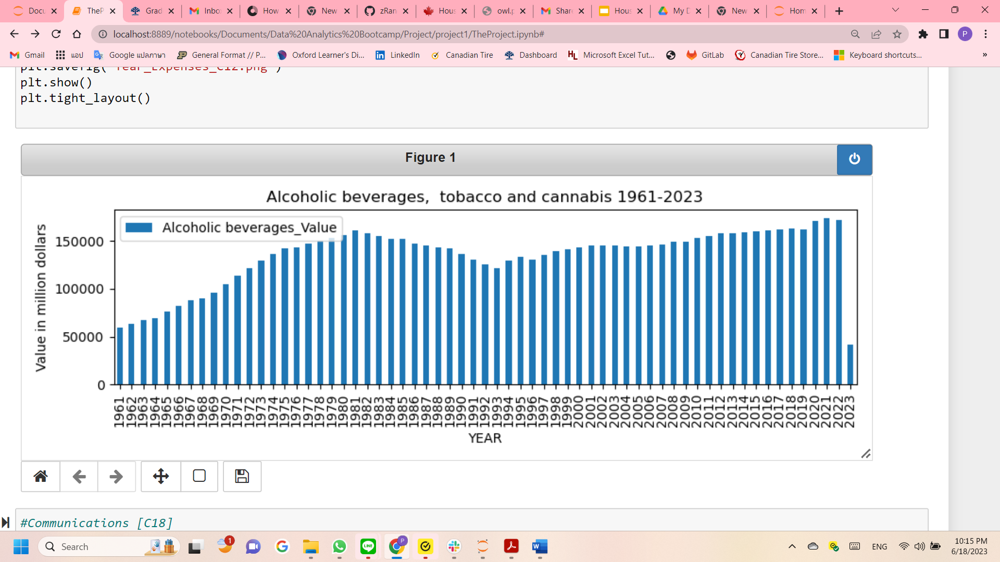 Docu
TheP
Grad
Inbo
How
New
zRan
Hous
owl.p
Share
Hous
My D
New
Hom
localhost:8889/notebooks/Documents/Data%20Analytics%20Bootcamp/Project/project1/TheProject.ipynb#
P
Gmail
แอป
Google แปลภาษา
General Format // P...
Oxford Learner's Di...
LinkedIn
Canadian Tire
Dashboard
Microsoft Excel Tut...
GitLab
Canadian Tire Store...
Keyboard shortcuts...
»
plt.savefig("Year_Expenses_C12.png")
plt.show()
plt.tight_layout()
Figure 1
Alcoholic beverages,  tobacco and cannabis 1961-2023
Alcoholic beverages_Value
Value in million dollars
150000
100000
50000
0
1961 1962 1963 1964 1965 1966 1967 1968 1969 1970 1971 1972 1973 1974 1975 1976 1977 1978 1979 1980 1981 1982 1983 1984 1985 1986 1987 1988 1989 1990 1991 1992 1993 1994 1995 1996 1997 1998 1999 2000 2001 2002 2003 2004 2005 2006 2007 2008 2009 2010 2011 2012 2013 2014 2015 2016 2017 2018 2019 2020 2021 2022 2023
YEAR
#Communications [C18]
Search
1
LINE
P
W
ENG
10:15 PM
6/18/2023